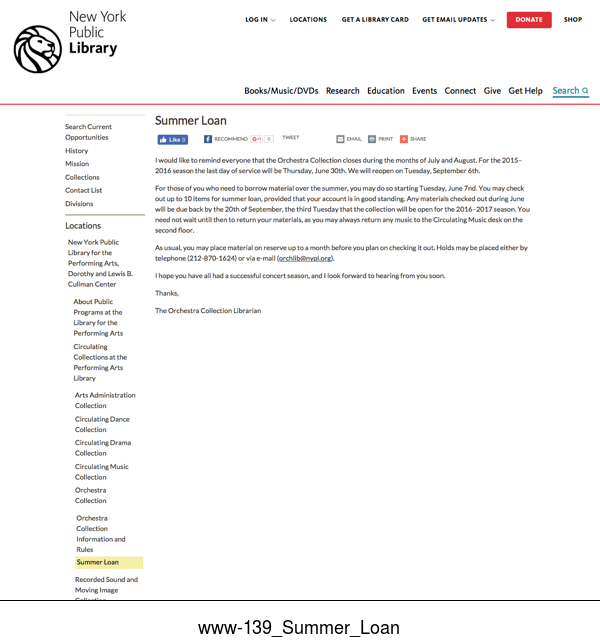 New York
Public
Library
LOG IN
LOCATIONS
GET A LIBRARY CARD
GET EMAIL UPDATES
DONATE
SHOP
Books/Music/DVDs Research Education Events Connect Give Get Help Search
Search Current
Opportunities
History
Mission
Collections
Contact List
Divisions
Locations
New York Public
Library for the
Performing Arts,
Dorothy and Lewis B.
Cullman Center
About Public
Programs at the
Library for the
Performing Arts
Circulating
Collections at the
Performing Arts
Library
Arts Administration
Collection
Circulating Dance
Collection
Circulating Drama
Collection
Circulating Music
Collection
Orchestra
Collection
Orchestra
Collection
Information and
Rules
Summer Loan
Recorded Sound and
Moving Image
Collection
Summer Loan
Like 0
RECOMMEND
G+1 0
TWEET
EMAIL
PRINT
SHARE
I would like to remind everyone that the Orchestra Collection closes during the months of July and August. For the 2015–
2016 season the last day of service will be Thursday, June 30th. We will reopen on Tuesday, September 6th.
For those of you who need to borrow material over the summer, you may do so starting Tuesday, June 7nd. You may check
out up to 10 items for summer loan, provided that your account is in good standing. Any materials checked out during June
will be due back by the 20th of September, the third Tuesday that the collection will be open for the 2016–2017 season. You
need not wait until then to return your materials, as you may always return any music to the Circulating Music desk on the
second floor.
As usual, you may place material on reserve up to a month before you plan on checking it out. Holds may be placed either by
telephone (212-870-1624) or via e-mail (orchlib@nypl.org).
I hope you have all had a successful concert season, and I look forward to hearing from you soon.
Thanks,
The Orchestra Collection Librarian
www-139_Summer_Loan